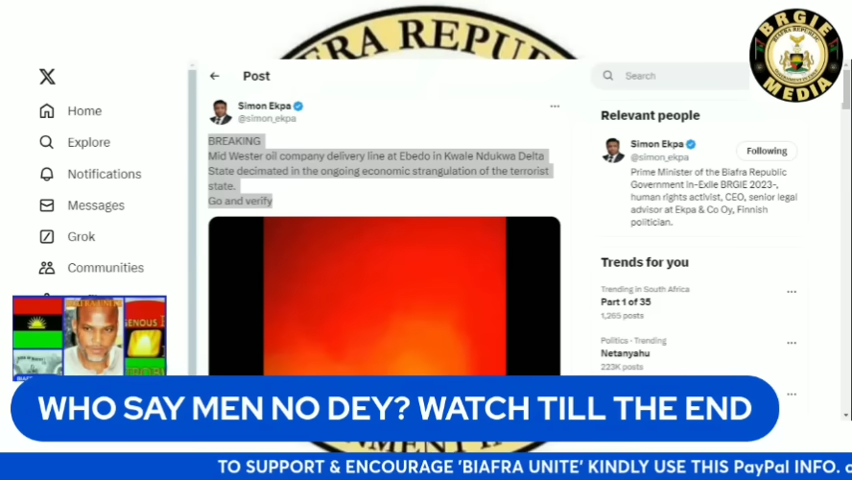 RA REPU
BRGIE
BIAFRA REPUBLIC
MEDIA
Home
Explore
Notifications
Messages
Grok
Communities
Post
Simon Ekpa
@simon_ekpa
BREAKING
Mid Wester oil company delivery line at Ebedo in Kwale Ndukwa Delta
State decimated in the ongoing economic strangulation of the terrorist
state.
Go and verify
Search
Relevant people
Simon Ekpa
@simon_ekpa
Following
Prime Minister of the Biafra Republic
Government In-Exile BRGIE 2023-,
human rights activist, CEO, senior legal
advisor at Ekpa & Co Oy, Finnish
politician.
Trends for you
Trending in South Africa
Part 1 of 35
1,265 posts
Politics · Trending
Netanyahu
223K posts
WHO SAY MEN NO DEY? WATCH TILL THE END
NMENT I
TO SUPPORT & ENCOURAGE 'BIAFRA UNITE' KINDLY USE THIS PayPal INFO.